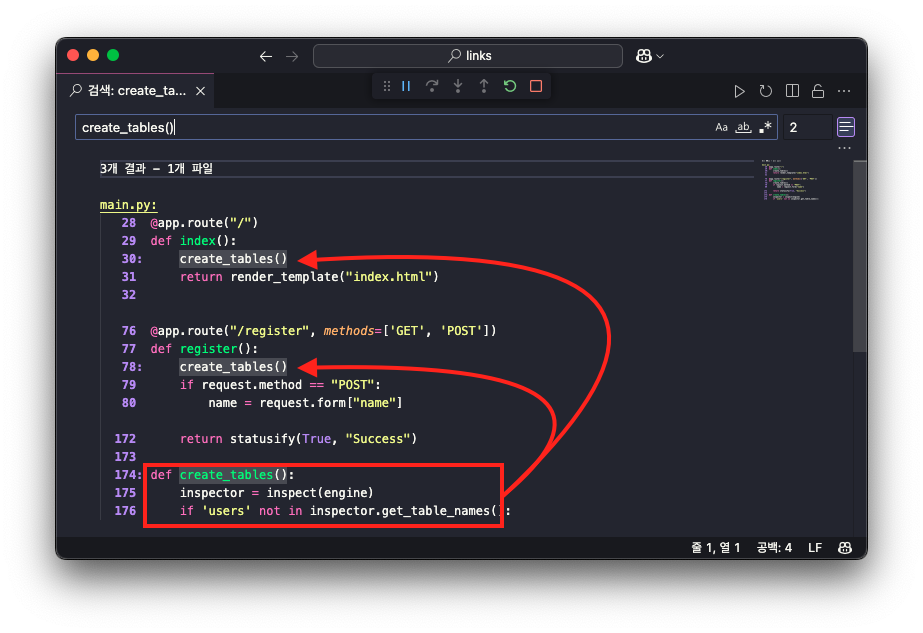 links
검색: create_ta...
create_tables()
Aa ab .* 2
3개 결과 - 1개 파일
main.py:
28 @app.route("/")
29 def index():
30: create_tables()
31 return render_template("index.html")
32
76 @app.route("/register", methods=['GET', 'POST'])
77 def register():
78: create_tables()
79 if request.method == "POST":
80 name = request.form["name"]
172 return statusify(True, "Success")
173
174: def create_tables():
175 inspector = inspect(engine)
176 if 'users' not in inspector.get_table_names():
줄 1, 열 1 공백: 4 LF